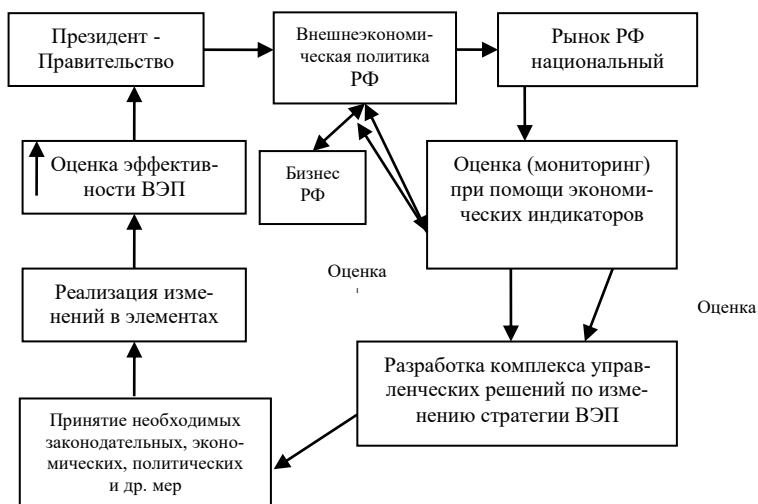 Президент -
Правительство
Внешнеэкономи-
ческая политика
РФ
Рынок РФ
национальный
Оценка эффектив-
ности ВЭП
Бизнес
РФ
Оценка (мониторинг)
при помощи экономи-
ческих индикаторов
Оценка
Оценка
Реализация изме-
нений в элементах
Разработка комплекса управ-
ленческих решений по изме-
нению стратегии ВЭП
Принятие необходимых
законодательных, эконо-
мических, политических
и др. мер